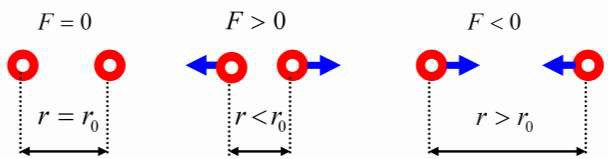 F = 0
F > 0
F < 0
r = r₀
r < r₀
r > r₀